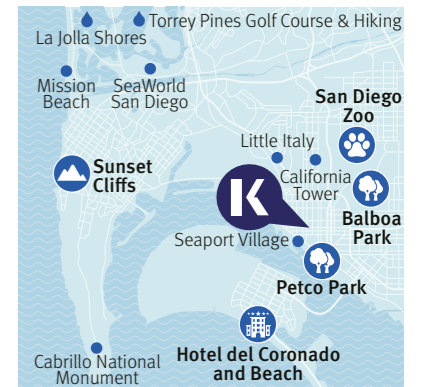 Torrey Pines Golf Course & Hiking
La Jolla Shores
Mission
Beach
SeaWorld
San Diego
San Diego
Zoo
Little Italy
Sunset
Cliffs
California
Tower
K
Balboa
Park
Seaport Village
Petco Park
Hotel del Coronado
and Beach
Cabrillo National
Monument